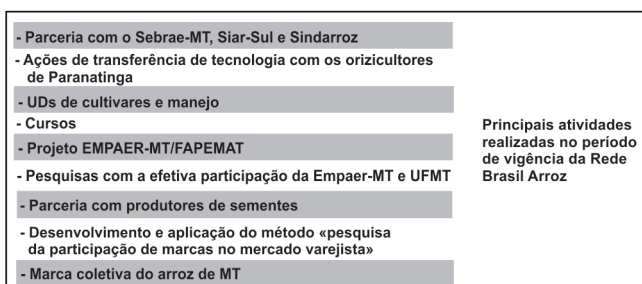 - Parceria com o Sebrae-MT, Siar-Sul e Sindarroz
- Ações de transferência de tecnologia com os orizicultores
de Paranatinga
- UDs de cultivares e manejo
- Cursos
- Projeto EMPAER-MT/FAPEMAT
- Pesquisas com a efetiva participação da Empaer-MT e UFMT
- Parceria com produtores de sementes
- Desenvolvimento e aplicação do método «pesquisa
da participação de marcas no mercado varejista»
- Marca coletiva do arroz de MT
Principais atividades
realizadas no período
de vigência da Rede
Brasil Arroz